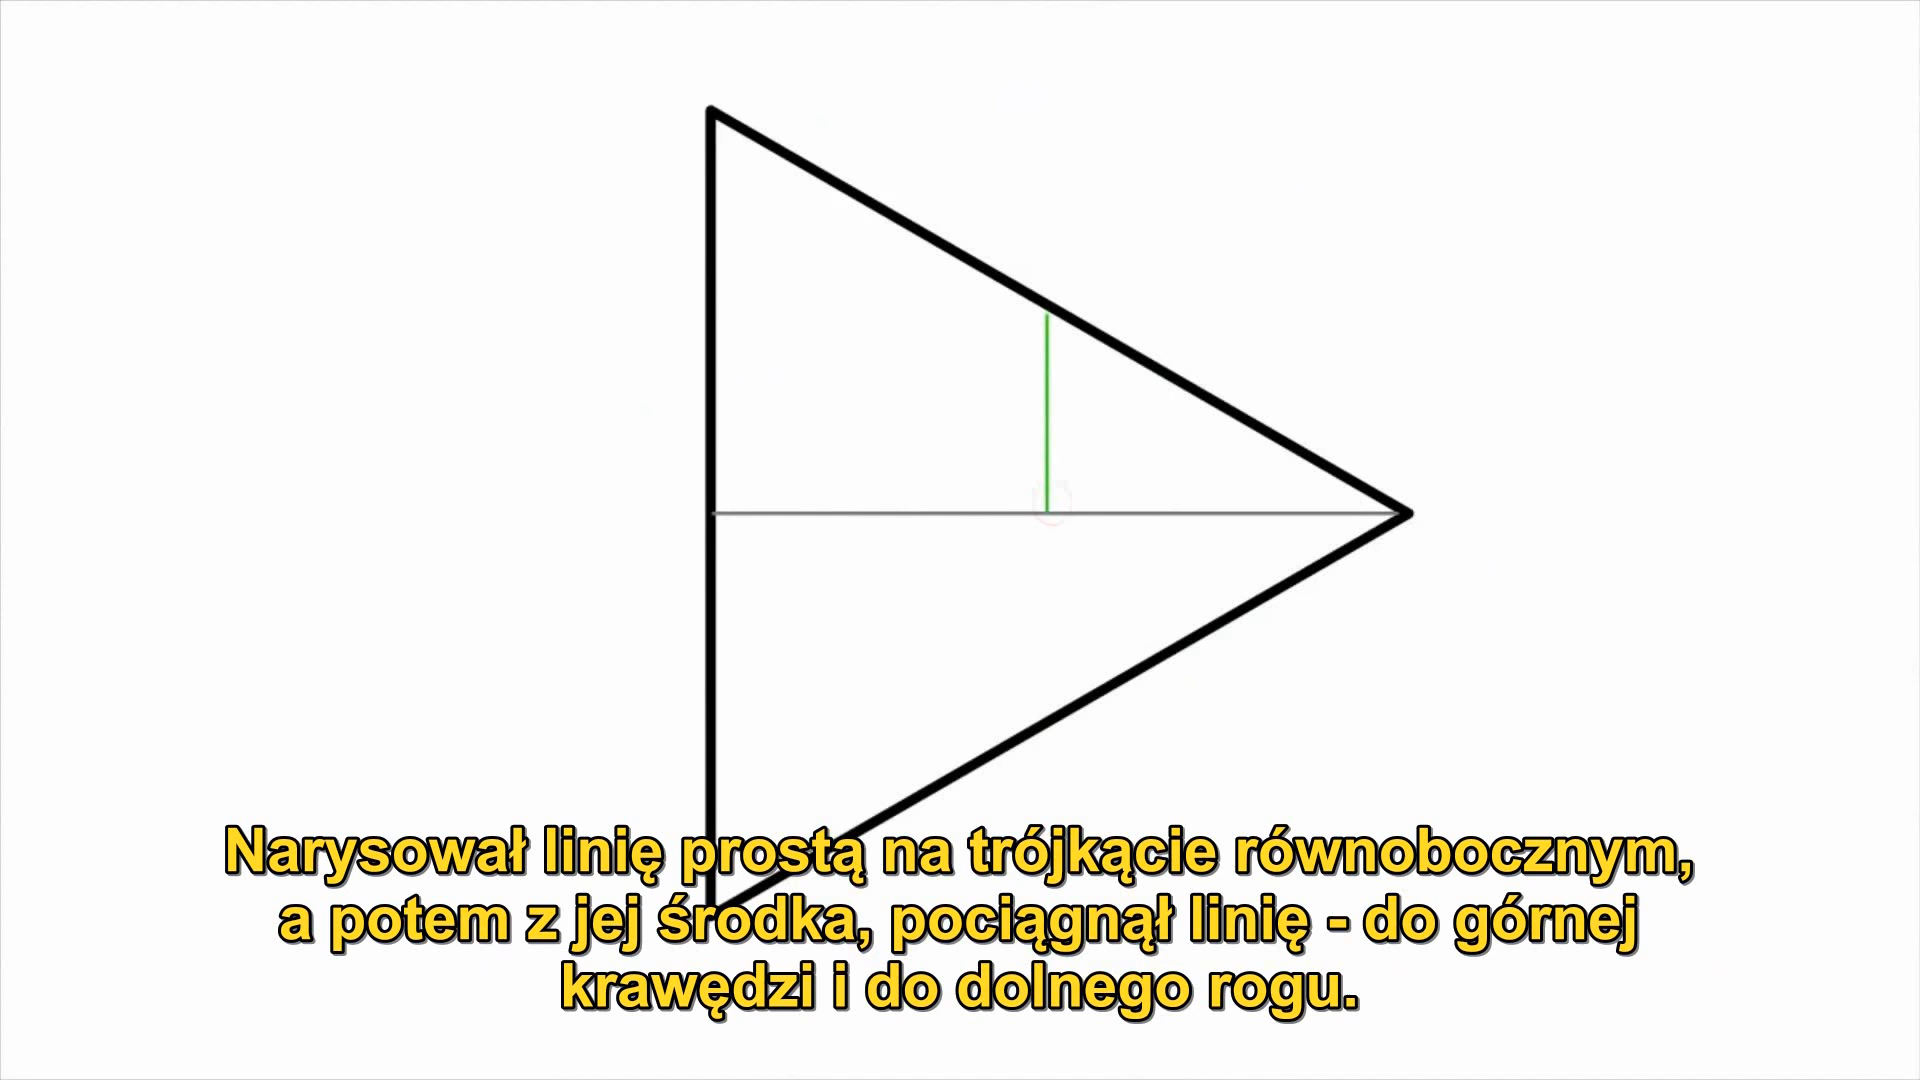 Narysował linię prostą na trójkącie równobocznym,
a potem z jej środka, pociągnął linię - do górnej
krawędzi i do dolnego rogu.